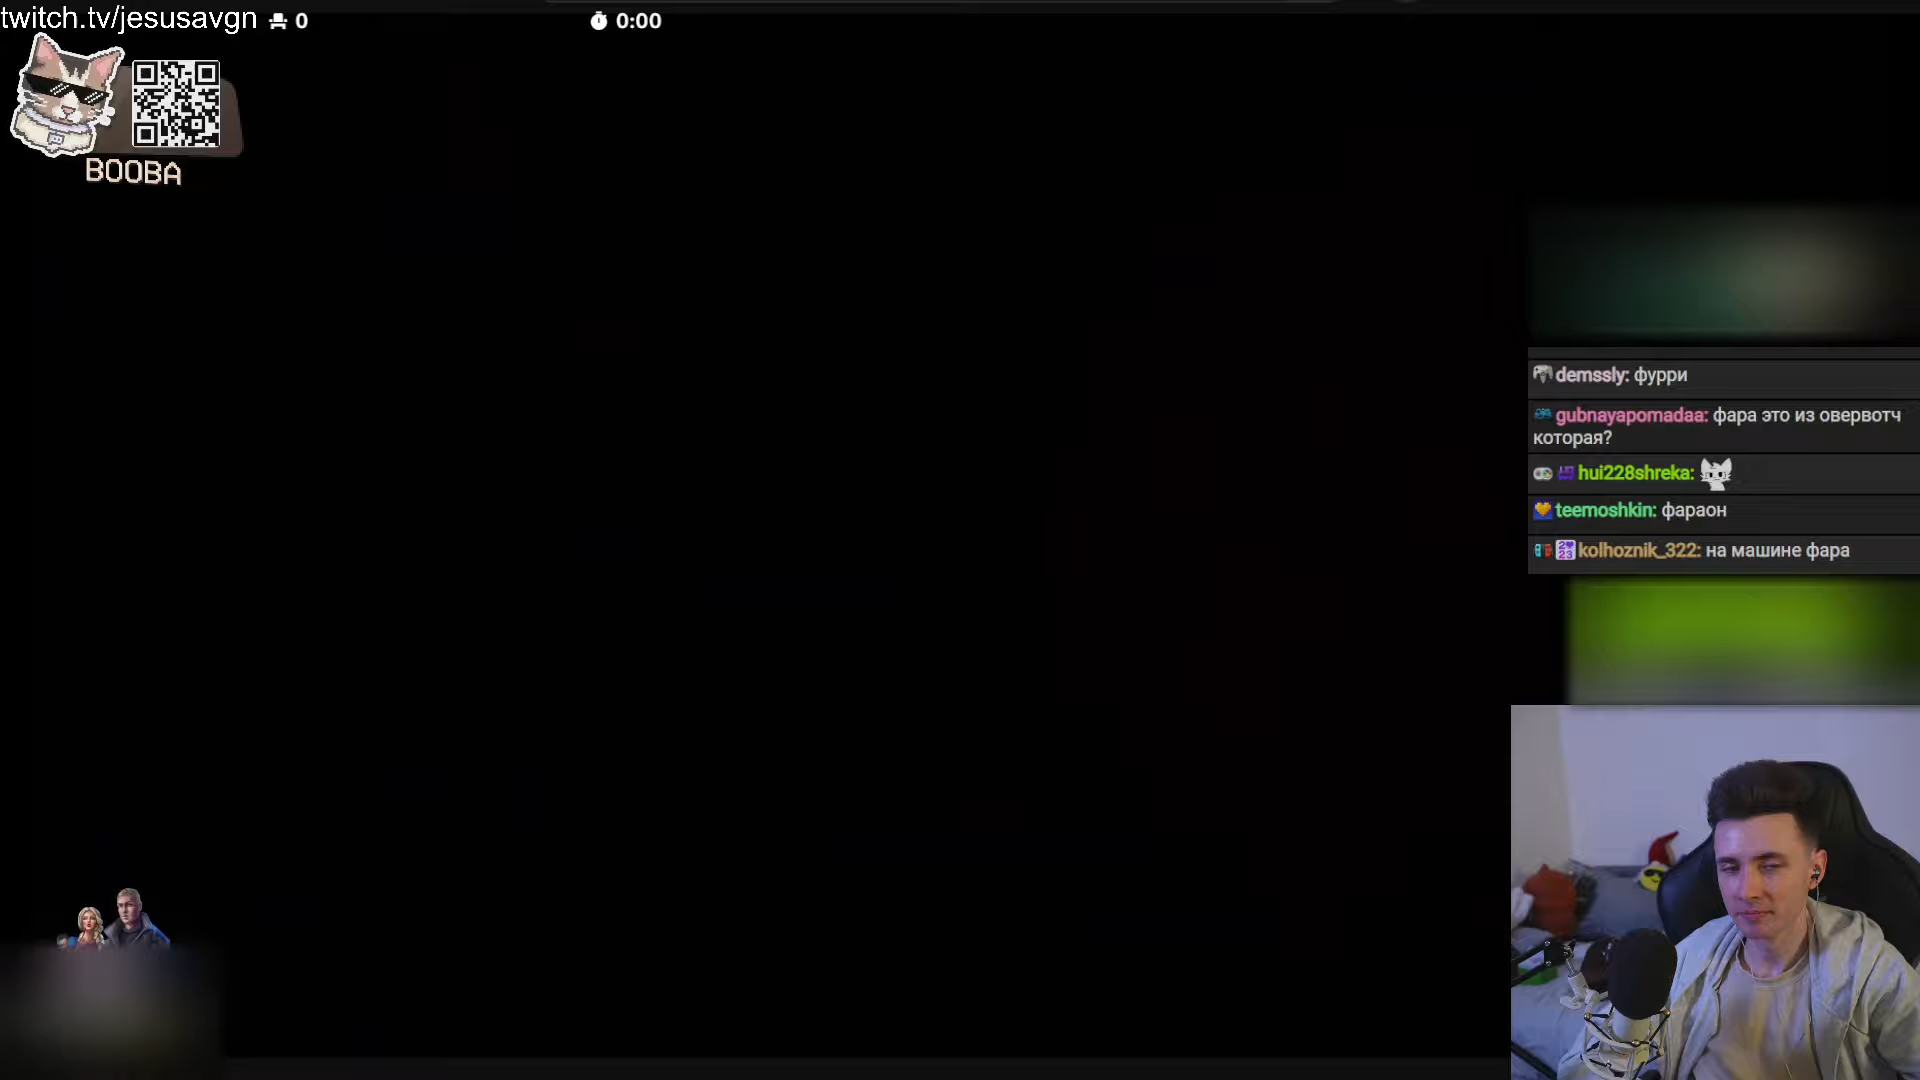 twitch.tv/jesusavgn 0 0:00
BOOBA
demssly: фурри
gubnayapomadaa: фара это из овервотч
которая?
hui228shreka:
teemoshkin: фараон
kolhoznik_322: на машине фара